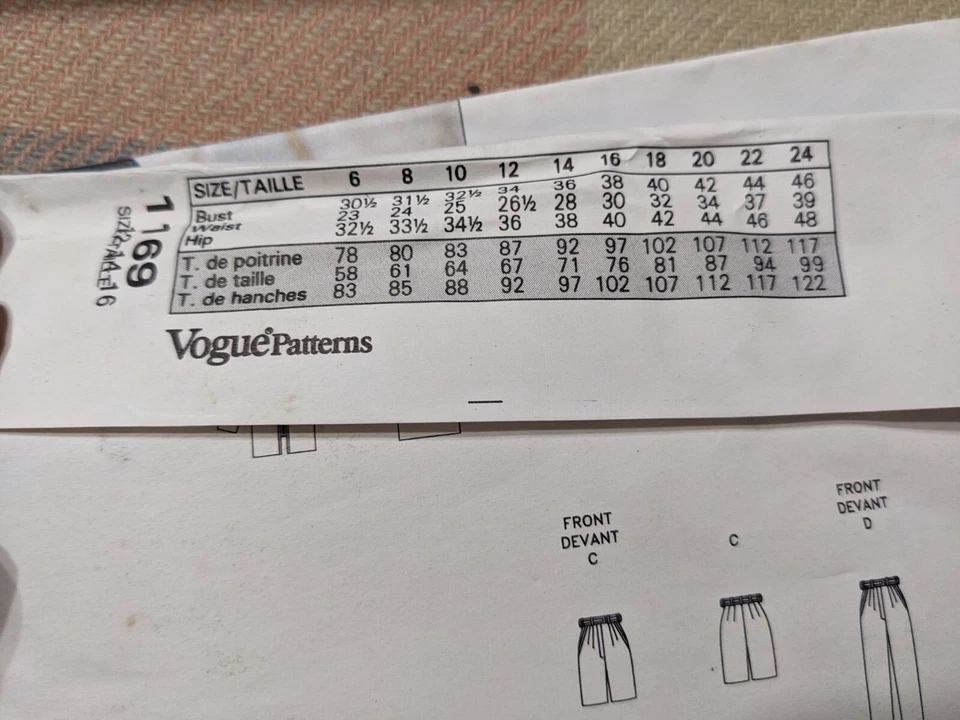 SIZE/TAILLE 6 8 10 12 14 16 18 20 22 24
Bust 30½ 31½ 32½ 34 36 38 40 42 44 46
Waist 23 24 25 26½ 28 30 32 34 37 39
Hip 32½ 33½ 34½ 36 38 40 42 44 46 48
T. de poitrine 78 80 83 87 92 97 102 107 112 117
T. de taille 58 61 64 67 71 76 81 87 94 99
T. de hanches 83 85 88 92 97 102 107 112 117 122
1169
Vogue® Patterns
FRONT
DEVANT
C
C
FRONT
DEVANT
D